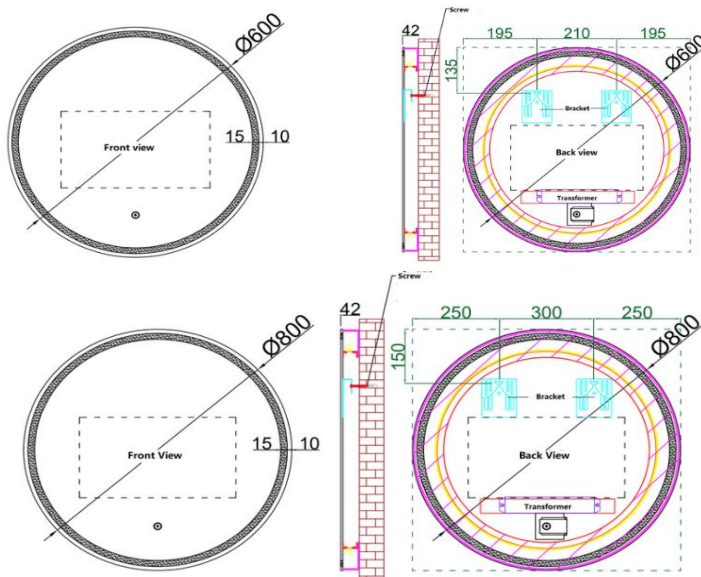 Ø600
15
10
Front view
42
Screw
195
210
195
135
Ø600
Bracket
Back view
Transformer
Ø800
15
10
Front View
42
Screw
250
300
250
150
Ø800
Bracket
Back View
Transformer